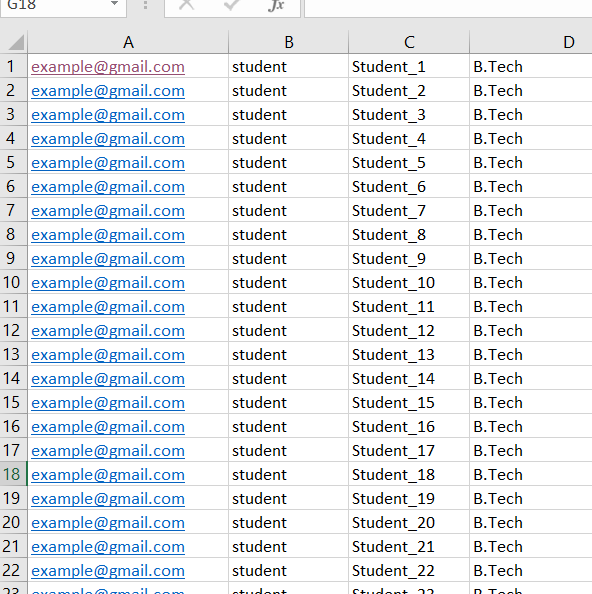 G18 fx
A B C D
1 example@gmail.com student Student_1 B.Tech
2 example@gmail.com student Student_2 B.Tech
3 example@gmail.com student Student_3 B.Tech
4 example@gmail.com student Student_4 B.Tech
5 example@gmail.com student Student_5 B.Tech
6 example@gmail.com student Student_6 B.Tech
7 example@gmail.com student Student_7 B.Tech
8 example@gmail.com student Student_8 B.Tech
9 example@gmail.com student Student_9 B.Tech
10 example@gmail.com student Student_10 B.Tech
11 example@gmail.com student Student_11 B.Tech
12 example@gmail.com student Student_12 B.Tech
13 example@gmail.com student Student_13 B.Tech
14 example@gmail.com student Student_14 B.Tech
15 example@gmail.com student Student_15 B.Tech
16 example@gmail.com student Student_16 B.Tech
17 example@gmail.com student Student_17 B.Tech
18 example@gmail.com student Student_18 B.Tech
19 example@gmail.com student Student_19 B.Tech
20 example@gmail.com student Student_20 B.Tech
21 example@gmail.com student Student_21 B.Tech
22 example@gmail.com student Student_22 B.Tech
23 example@gmail.com student Student_23 B.Tech